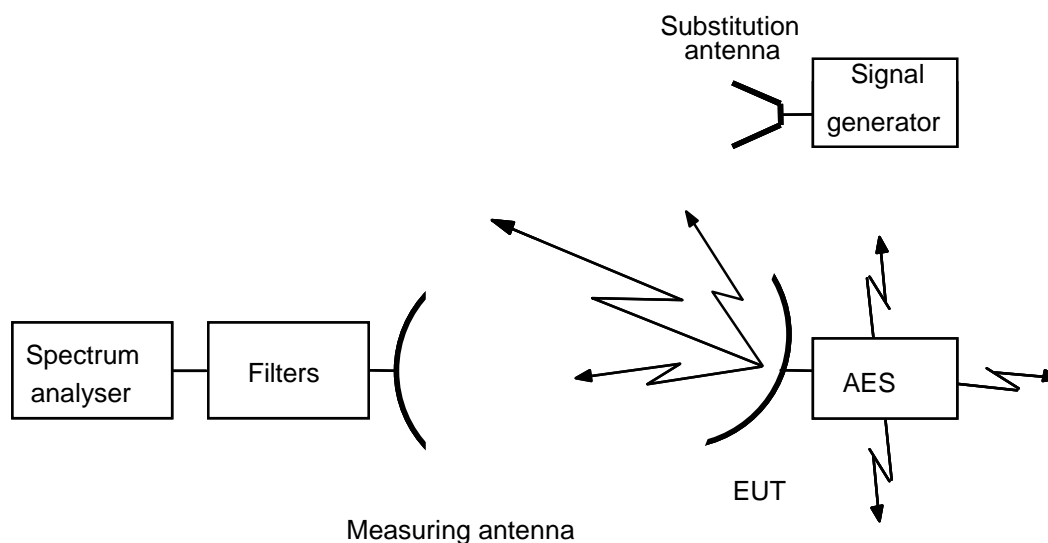 Substitution
antenna
Signal
generator
Spectrum
analyser
Filters
AES
EUT
Measuring antenna